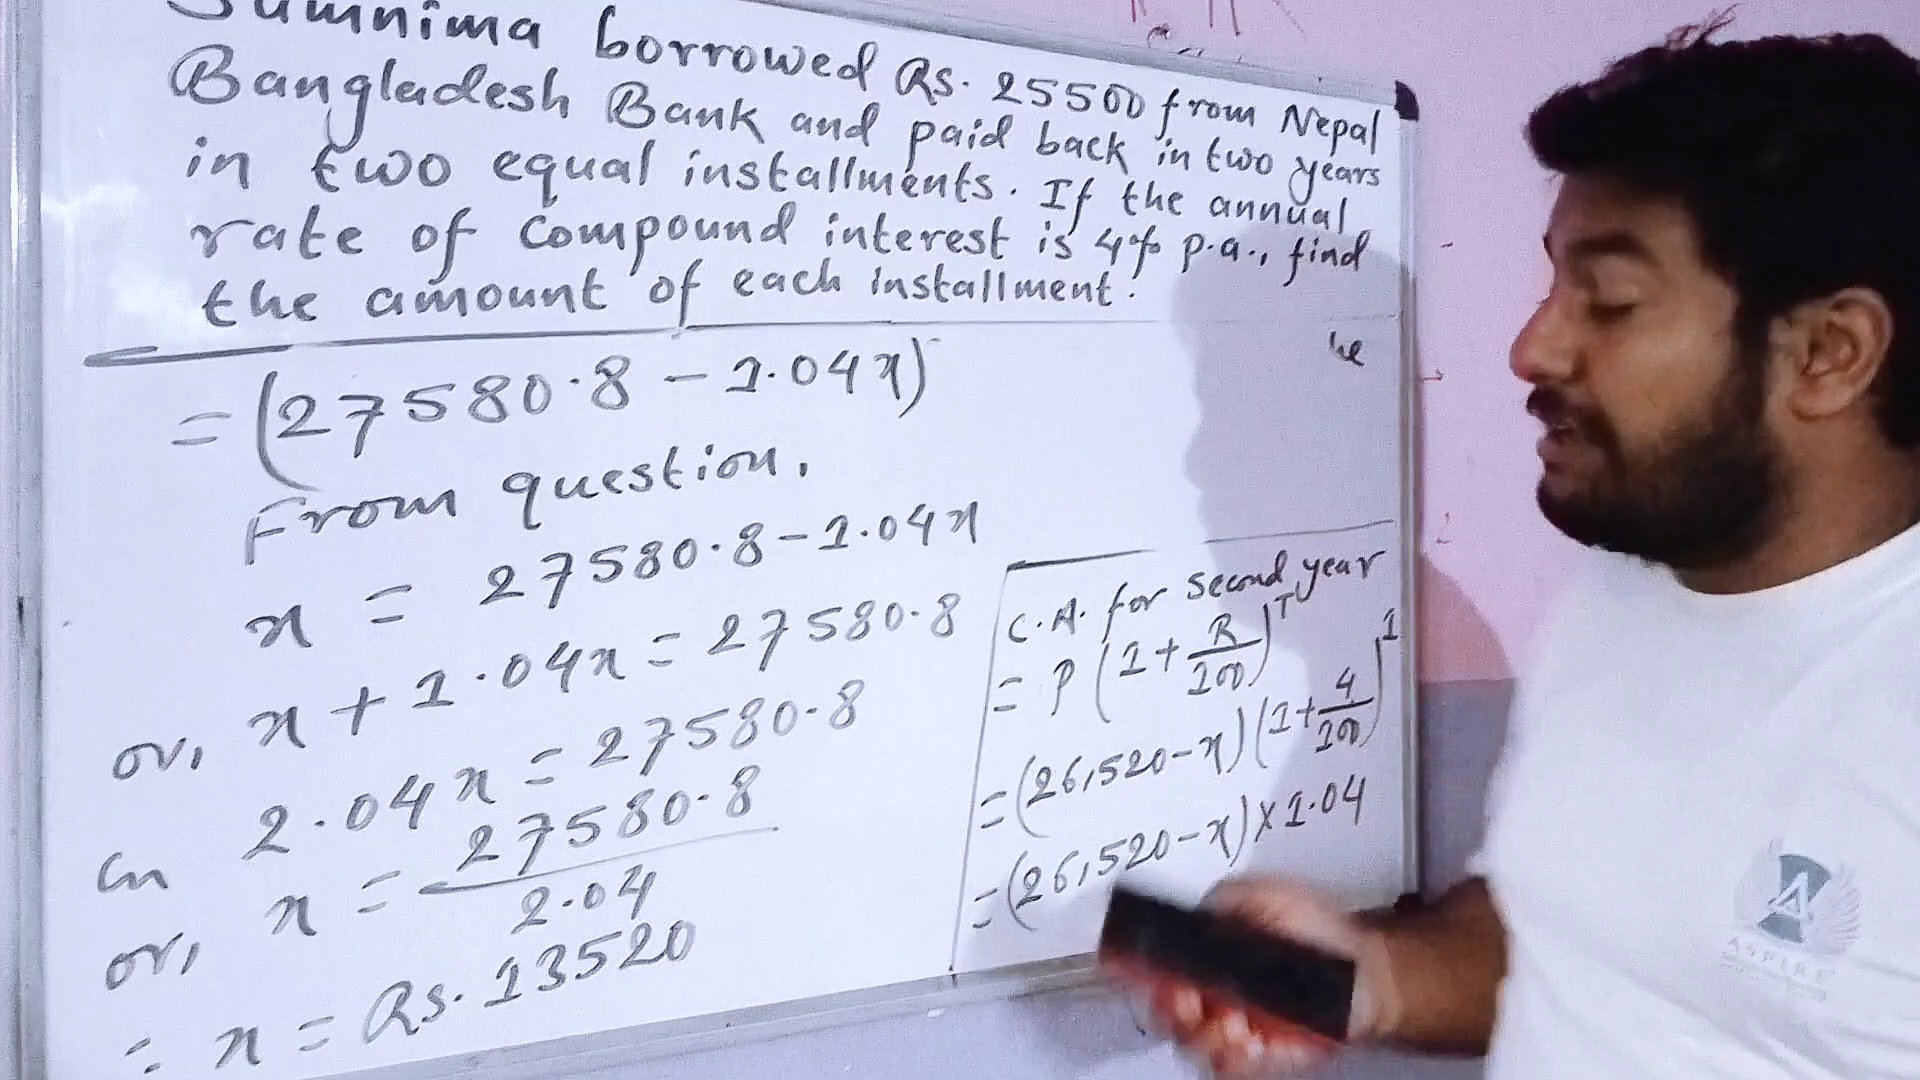 Sumnima borrowed Rs. 25500 from Nepal
Bangladesh Bank and paid back in two years
in two equal installments. If the annual
rate of compound interest is 4% p.a., find
the amount of each installment.
= (27580.8 - 1.04x)
From question,
x = 27580.8 - 1.04x
or, x + 1.04x = 27580.8
2.04x = 27580.8
x = 27580.8/2.04
or,
x = Rs. 13520
he
C.A. for second year
= P(1 + R/100)^T
= (26,520 - x)(1 + 4/100)^1
= (26,520 - x) x 1.04
ASPIRE